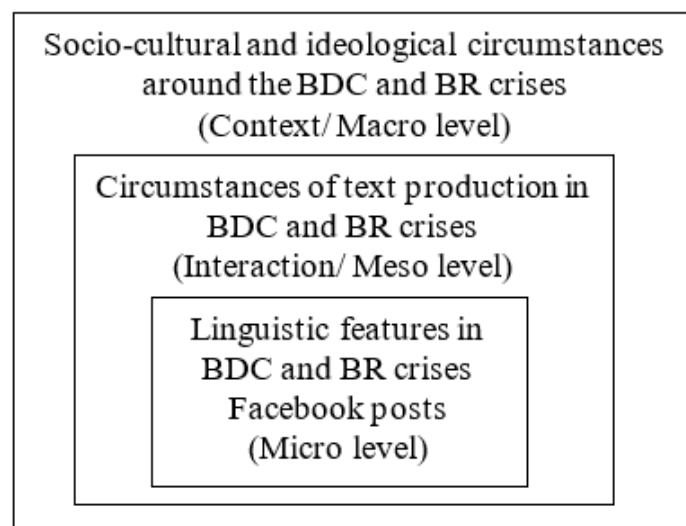 Socio-cultural and ideological circumstances
around the BDC and BR crises
(Context/ Macro level)
Circumstances of text production in
BDC and BR crises
(Interaction/ Meso level)
Linguistic features in
BDC and BR crises
Facebook posts
(Micro level)